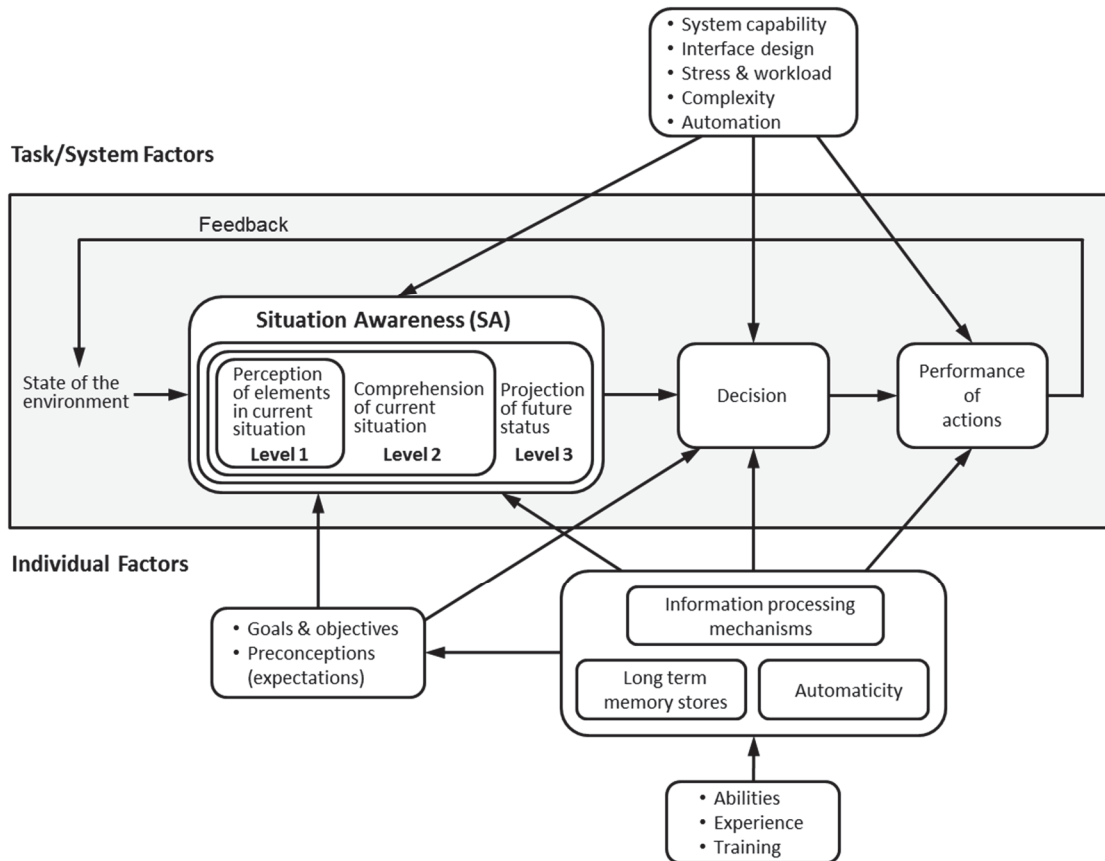 • System capability
• Interface design
• Stress & workload
• Complexity
• Automation
Task/System Factors
Feedback
Situation Awareness (SA)
State of the
environment
Perception
of elements
in current
situation
Level 1
Comprehension
of current
situation
Level 2
Projection
of future
status
Level 3
Decision
Performance
of
actions
Individual Factors
• Goals & objectives
• Preconceptions
(expectations)
Information processing
mechanisms
Long term
memory stores
Automaticity
• Abilities
• Experience
• Training